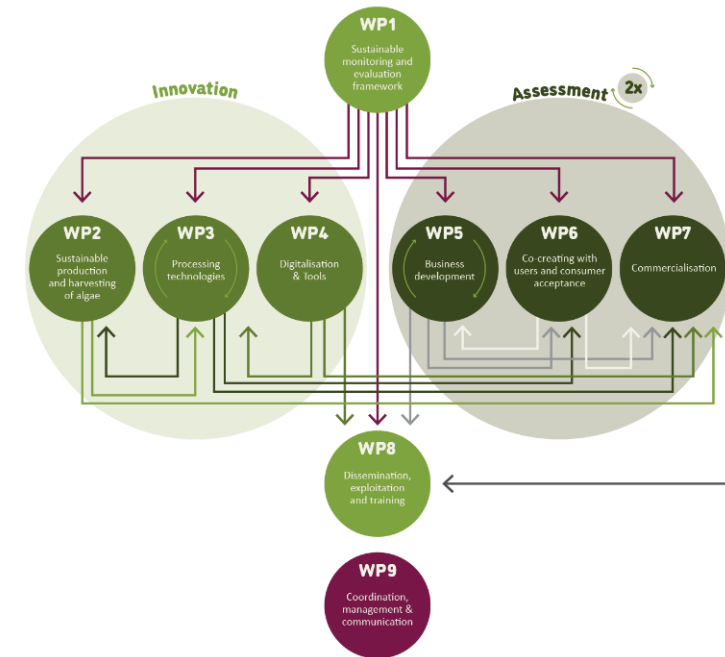 WP1
Sustainable
monitoring and
evaluation
framework
Innovation
Assessment
2x
WP2
Sustainable
production
and harvesting
of algae
WP3
Processing
technologies
WP4
Digitalisation
& Tools
WP5
Business
development
WP6
Co-creating with
users and consumer
acceptance
WP7
Commercialisation
WP8
Dissemination,
exploitation
and training
WP9
Coordination,
management &
communication